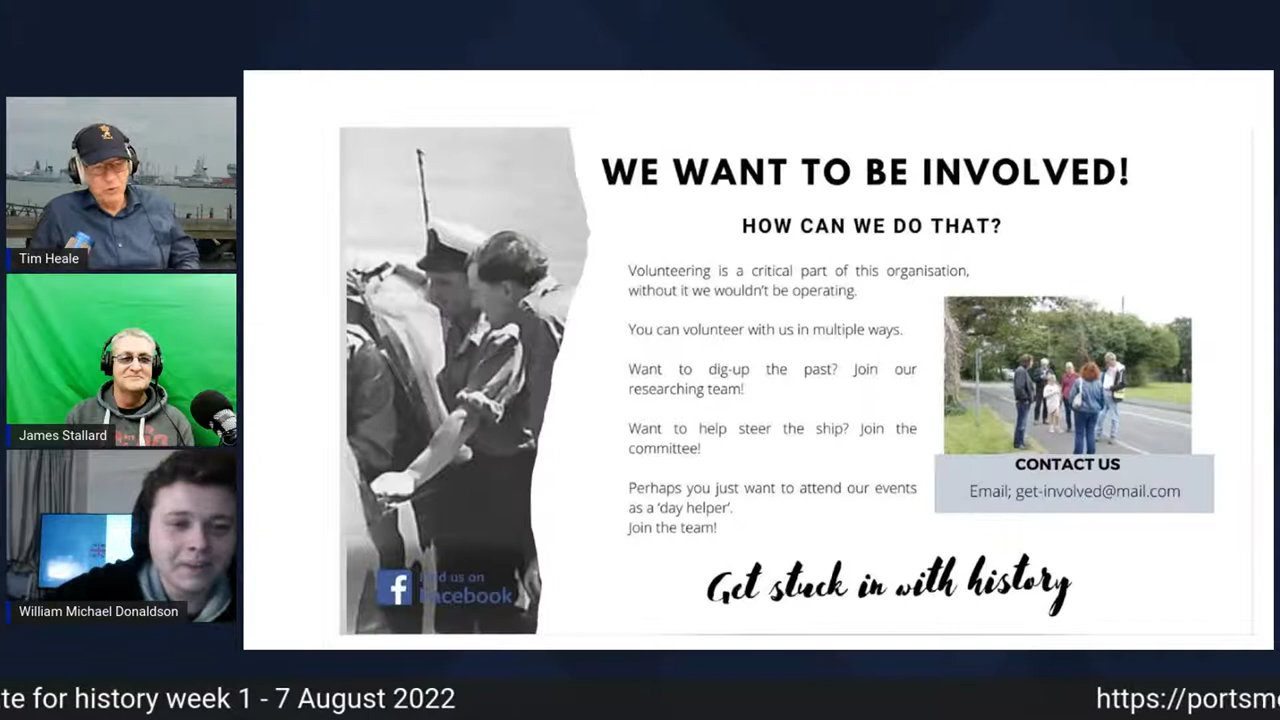 Tim Heale
James Stallard
William Michael Donaldson
WE WANT TO BE INVOLVED!
HOW CAN WE DO THAT?
Volunteering is a critical part of this organisation,
without it we wouldn't be operating.
You can volunteer with us in multiple ways.
Want to dig-up the past? Join our
researching team!
Want to help steer the ship? Join the
committee!
Perhaps you just want to attend our events
as a 'day helper'.
Join the team!
CONTACT US
Email; get-involved@mail.com
Get stuck in with history
f
Find us on
Facebook
te for history week 1 - 7 August 2022
https://portsm